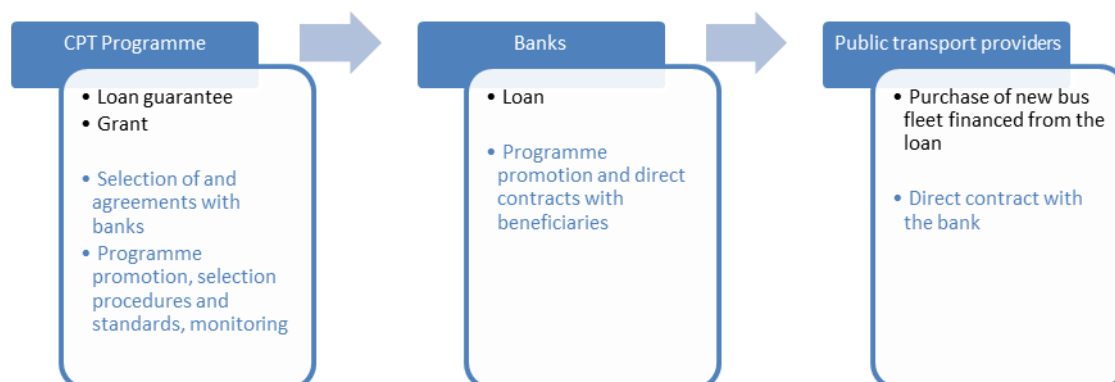 CPT Programme
• Loan guarantee
• Grant
• Selection of and
agreements with
banks
• Programme
promotion, selection
procedures and
standards, monitoring
Banks
• Loan
• Programme
promotion and direct
contracts with
beneficiaries
Public transport providers
• Purchase of new bus
fleet financed from the
loan
• Direct contract with
the bank